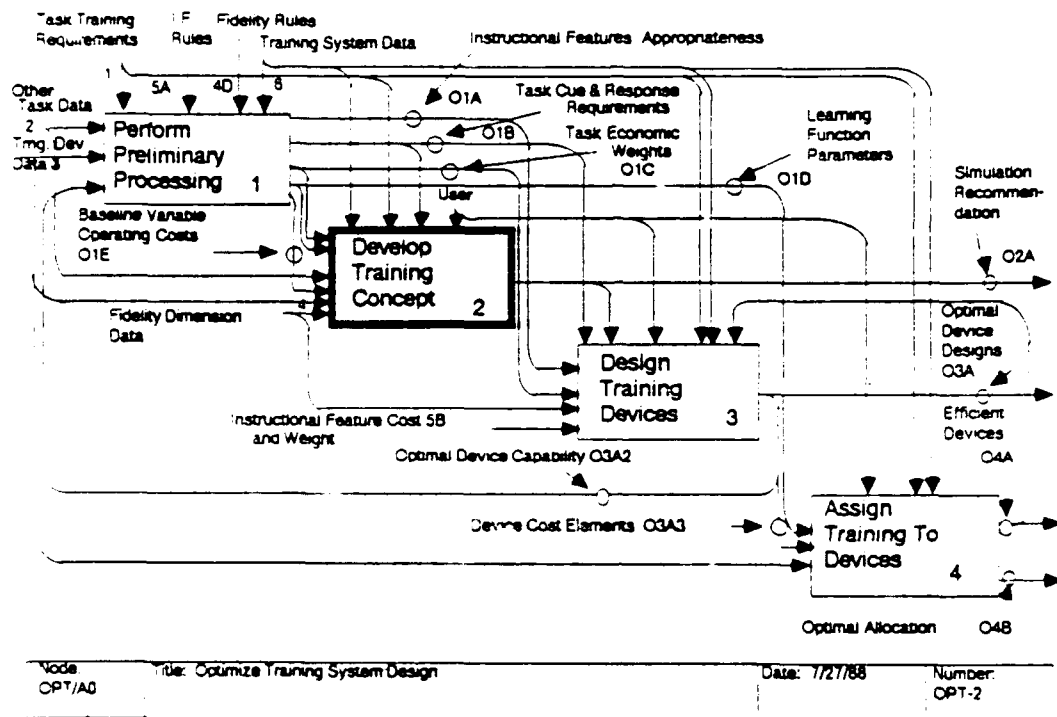 Task Training
Requirements
I.F.
Rules
Fidelity Rules
Training System Data
Instructional Features Appropriateness
1
5A
4D
6
Other
Task Data
2
Trng. Dev
Data 3
Perform
Preliminary
Processing
1
O1A
Task Cue & Response
Requirements
O1B
Task Economic
Weights
O1C
Learning
Function
Parameters
O1D
User
Simulation
Recommen-
dation
O2A
Baseline Variable
Operating Costs
O1E
Develop
Training
Concept
2
4
Fidelity Dimension
Data
Optimal
Device
Designs
O3A
Design
Training
Devices
3
Efficient
Devices
O4A
Instructional Feature Cost 5B
and Weight
Optimal Device Capability O3A2
Device Cost Elements O3A3
Assign
Training To
Devices
4
Optimal Allocation O4B
Node:
OPT/A0
Title: Optimize Training System Design
Date: 7/27/88
Number:
OPT-2